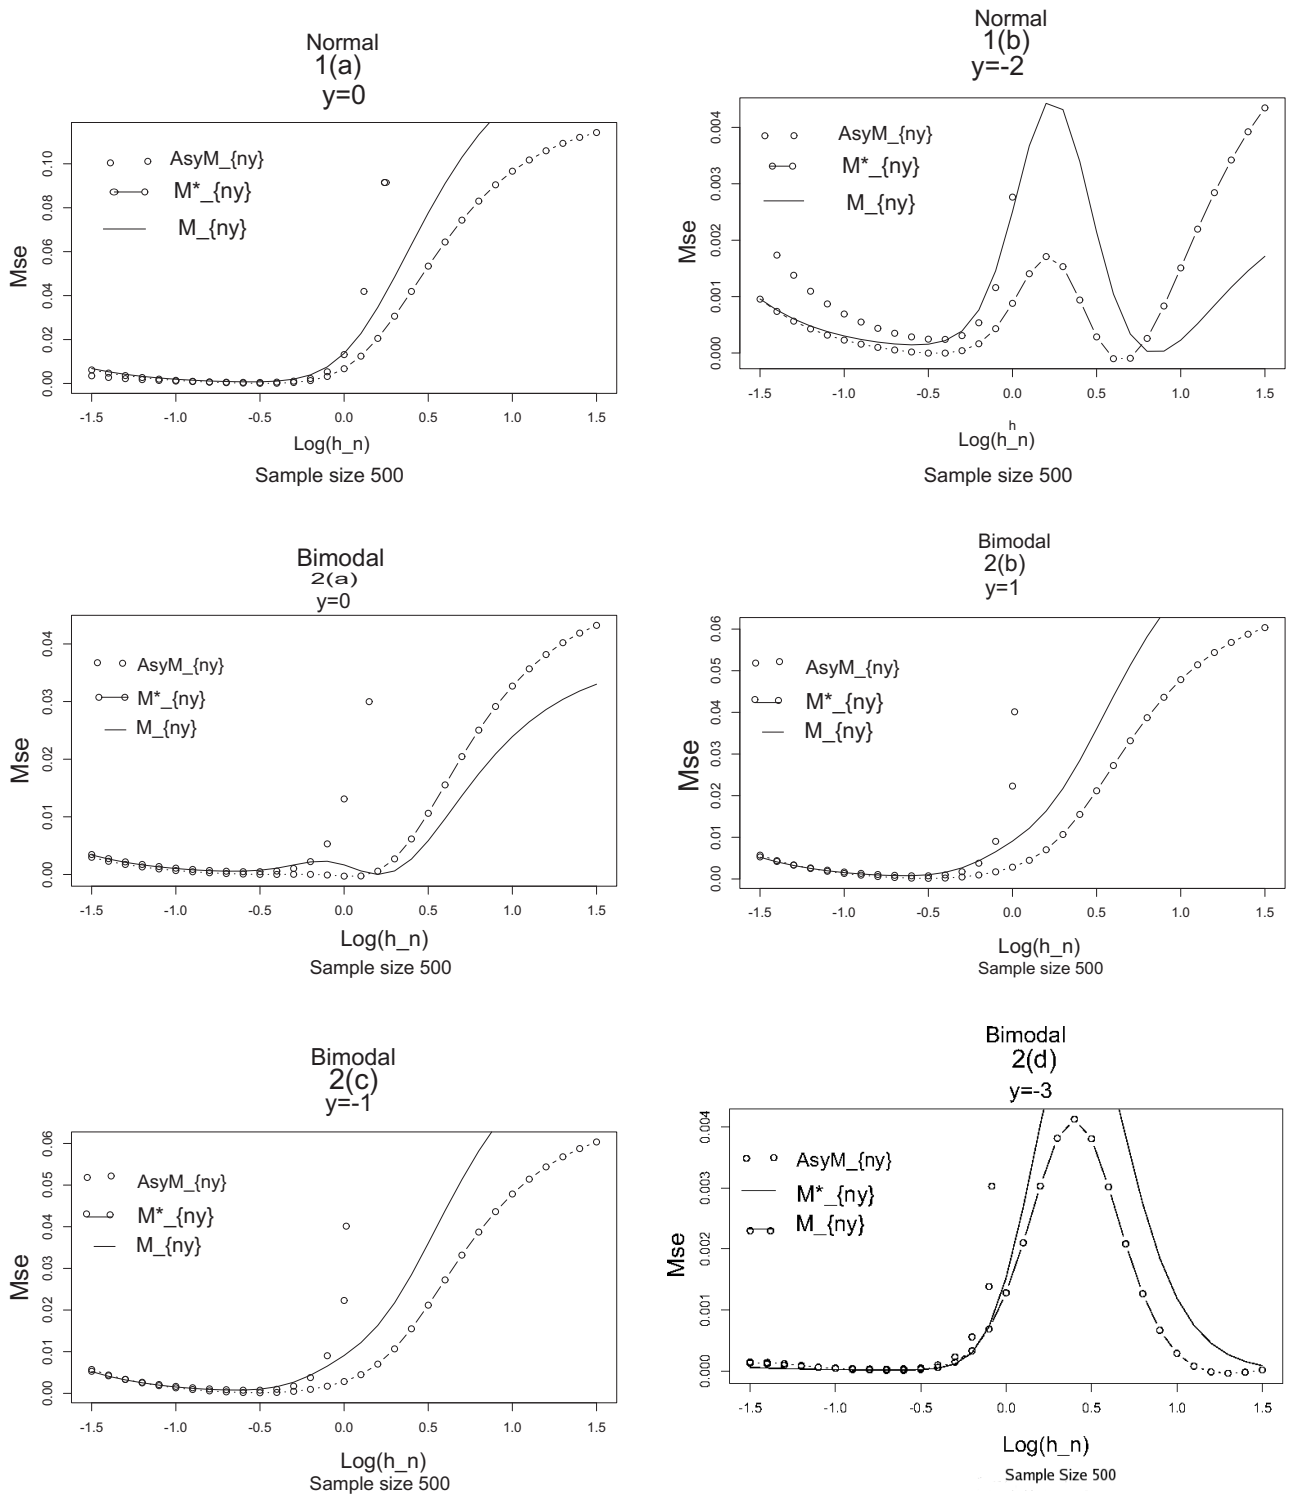 Normal
1(a)
y=0
AsyM_{ny}
M*_{ny}
M_{ny}
Mse
0.00
0.02
0.04
0.06
0.08
0.10
-1.5 -1.0 -0.5 0.0 0.5 1.0 1.5
Log(h_n)
Sample size 500
Normal
1(b)
y=-2
AsyM_{ny}
M*_{ny}
M_{ny}
Mse
0.000
0.001
0.002
0.003
0.004
-1.5 -1.0 -0.5 0.0 0.5 1.0 1.5
h
Log(h_n)
Sample size 500
Bimodal
2(a)
y=0
AsyM_{ny}
M*_{ny}
M_{ny}
Mse
0.00
0.01
0.02
0.03
0.04
-1.5 -1.0 -0.5 0.0 0.5 1.0 1.5
Log(h_n)
Sample size 500
Bimodal
2(b)
y=1
AsyM_{ny}
M*_{ny}
M_{ny}
Mse
0.00
0.01
0.02
0.03
0.04
0.05
0.06
-1.5 -1.0 -0.5 0.0 0.5 1.0 1.5
Log(h_n)
Sample size 500
Bimodal
2(c)
y=-1
AsyM_{ny}
M*_{ny}
M_{ny}
Mse
0.00
0.01
0.02
0.03
0.04
0.05
0.06
-1.5 -1.0 -0.5 0.0 0.5 1.0 1.5
Log(h_n)
Sample size 500
Bimodal
2(d)
y=-3
AsyM_{ny}
M*_{ny}
M_{ny}
Mse
0.000
0.001
0.002
0.003
0.004
-1.5 -1.0 -0.5 0.0 0.5 1.0 1.5
Log(h_n)
Sample Size 500